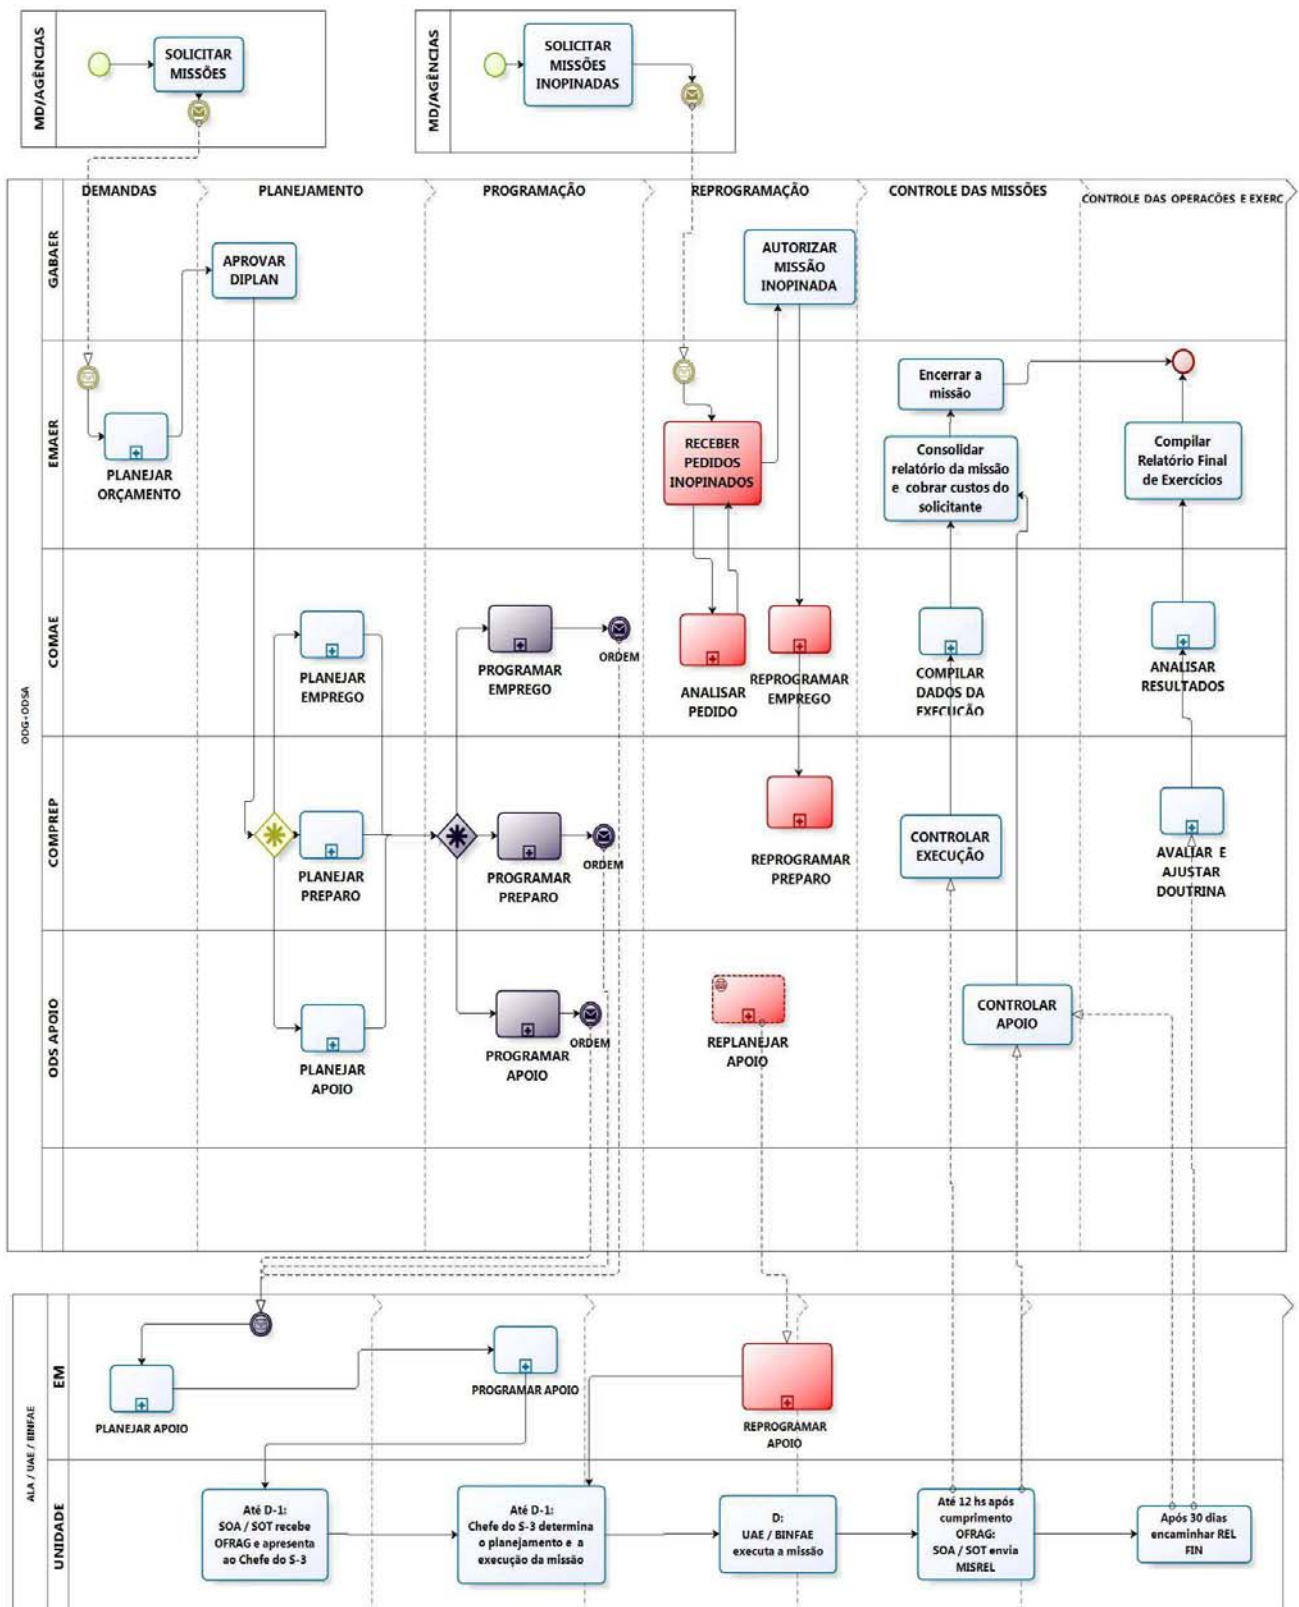 MD/AGÊNCIAS
SOLICITAR
MISSÕES
MD/AGÊNCIAS
SOLICITAR
MISSÕES
INOPINADAS
DEMANDAS
PLANEJAMENTO
PROGRAMAÇÃO
REPROGRAMAÇÃO
CONTROLE DAS MISSÕES
CONTROLE DAS OPERACÕES E EXERC
ODG+ODSA
GABAER
APROVAR
DIPLAN
AUTORIZAR
MISSÃO
INOPINADA
EMAER
PLANEJAR
ORÇAMENTO
RECEBER
PEDIDOS
INOPINADOS
Encerrar a
missão
Consolidar
relatório da missão
e cobrar custos do
solicitante
Compilar
Relatório Final
de Exercícios
COMAE
PLANEJAR
EMPREGO
PROGRAMAR
EMPREGO
ORDEM
ANALISAR
PEDIDO
REPROGRAMAR
EMPREGO
COMPILAR
DADOS DA
EXECUÇÃO
ANALISAR
RESULTADOS
COMPREP
PLANEJAR
PREPARO
PROGRAMAR
PREPARO
ORDEM
REPROGRAMAR
PREPARO
CONTROLAR
EXECUÇÃO
AVALIAR E
AJUSTAR
DOUTRINA
ODS APOIO
PLANEJAR
APOIO
PROGRAMAR
APOIO
ORDEM
REPLANEJAR
APOIO
CONTROLAR
APOIO
ALA / UAE / BINFAE
EM
PLANEJAR APOIO
PROGRAMAR APOIO
REPROGRAMAR
APOIO
UNIDADE
Até D-1:
SOA / SOT recebe
OFRAG e apresenta
ao Chefe do S-3
Até D-1:
Chefe do S-3 determina
o planejamento e a
execução da missão
D:
UAE / BINFAE
executa a missão
Até 12 hs após
cumprimento
OFRAG:
SOA / SOT envia
MISREL
Após 30 dias
encaminhar REL
FIN